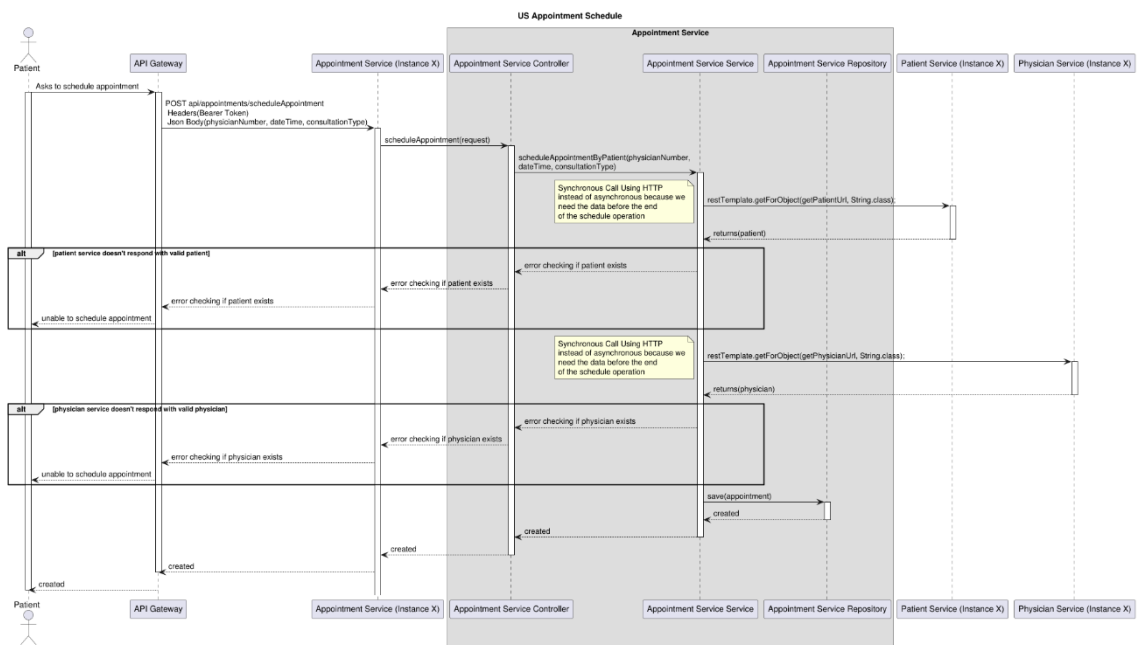 US Appointment Schedule
Appointment Service
Patient
API Gateway
Appointment Service (Instance X)
Appointment Service Controller
Appointment Service Service
Appointment Service Repository
Patient Service (Instance X)
Physician Service (Instance X)
Asks to schedule appointment
POST api/appointments/scheduleAppointment
Headers(Bearer Token)
Json Body(physicianNumber, dateTime, consultationType)
scheduleAppointment(request)
scheduleAppointmentByPatient(physicianNumber,
dateTime, consultationType)
Synchronous Call Using HTTP
instead of asynchronous because we
need the data before the end
of the schedule operation
restTemplate.getForObject(getPatientUrl, String.class);
returns(patient)
alt
[patient service doesn't respond with valid patient]
error checking if patient exists
error checking if patient exists
error checking if patient exists
unable to schedule appointment
Synchronous Call Using HTTP
instead of asynchronous because we
need the data before the end
of the schedule operation
restTemplate.getForObject(getPhysicianUrl, String.class);
returns(physician)
alt
[physician service doesn't respond with valid physician]
error checking if physician exists
error checking if physician exists
error checking if physician exists
unable to schedule appointment
save(appointment)
created
created
created
created
created
Patient
API Gateway
Appointment Service (Instance X)
Appointment Service Controller
Appointment Service Service
Appointment Service Repository
Patient Service (Instance X)
Physician Service (Instance X)